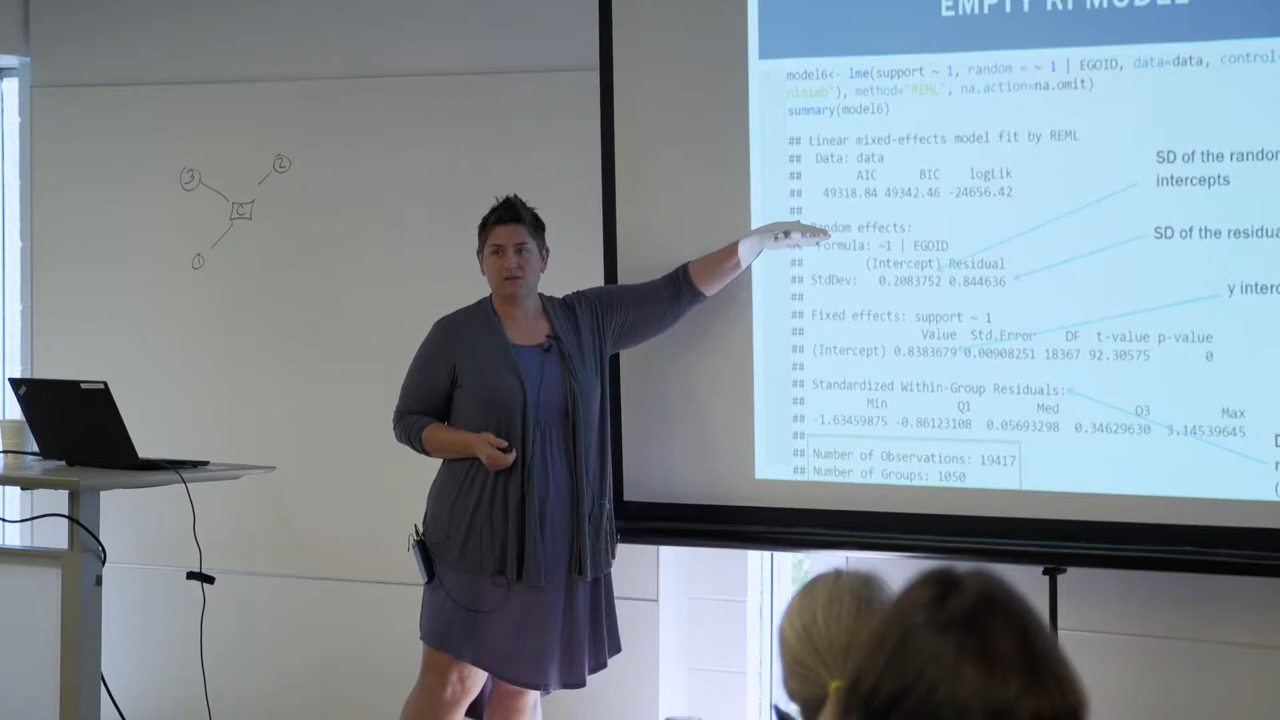 EMPTY RI MODEL
model6<- lme(support ~ 1, random = ~ 1 | EGOID, data=data, control=
"), method="REML", na.action=na.omit)
summary(model6)
## Linear mixed-effects model fit by REML
## Data: data
## AIC BIC logLik
## 49318.84 49342.46 -24656.42
##
Random effects:
Formula: ~1 | EGOID
## (Intercept) Residual
## StdDev: 0.2083752 0.844636
##
## Fixed effects: support ~ 1
## Value Std.Error DF t-value p-value
## (Intercept) 0.8383679 0.00908251 18367 92.30575 0
##
## Standardized Within-Group Residuals:
## Min Q1 Med Q3 Max
## -1.63459875 -0.86123108 0.05693298 0.34629630 3.14539645
##
## Number of Observations: 19417
## Number of Groups: 1050
SD of the
intercepts
SD of the
y
3
2
C
1